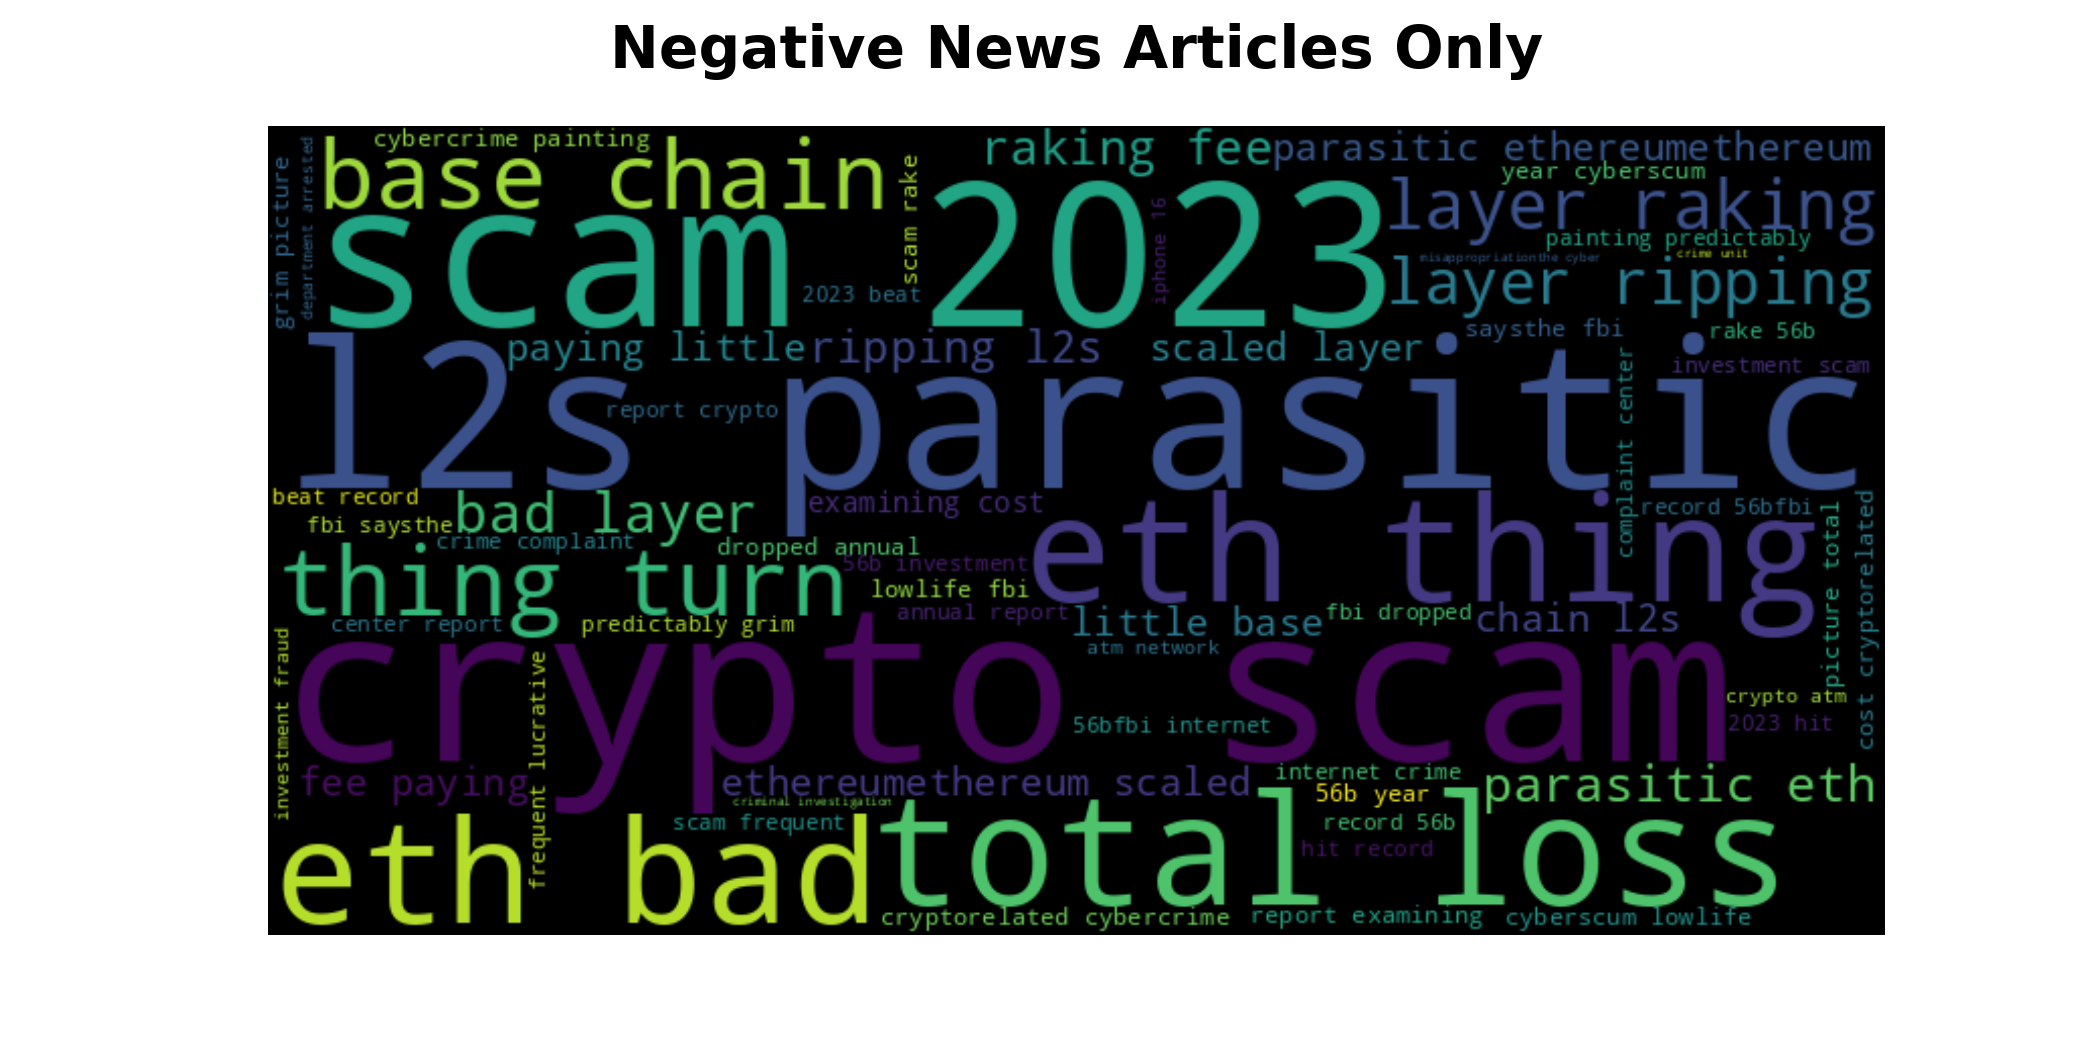 Negative News Articles Only
cybercrime painting
base chain
raking fee
parasitic ethereumethereum
year cyberscum
grim picture
department arrested
scam rake
iphone 16
layer raking
scam 2023
painting predictably
misappropriationthe cyber
crime unit
2023 beat
layer ripping
saysthe fbi
rake 56b
paying little
ripping l2s
scaled layer
investment scam
l2s parasitic
report crypto
complaint center
beat record
fbi saysthe
bad layer
examining cost
record 56bfbi
crime complaint
dropped annual
eth thing
picture total
cost cryptorelated
56b investment
thing turn
lowlife fbi
annual report
fbi dropped
little base
chain l2s
center report
predictably grim
atm network
investment fraud
frequent lucrative
crypto scam
crypto atm
2023 hit
56bfbi internet
fee paying
ethereumethereum scaled
internet crime
parasitic eth
56b year
criminal investigation
scam frequent
record 56b
hit record
eth bad
total loss
cryptorelated cybercrime
report examining
cyberscum lowlife